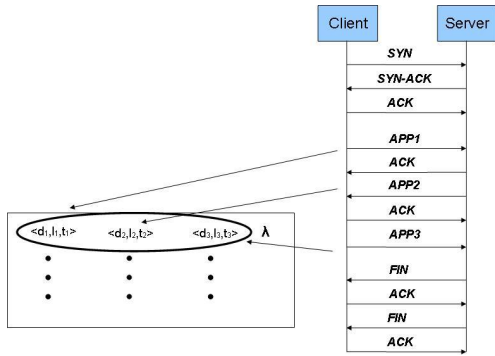 Client Server
SYN
SYN-ACK
ACK
APP1
ACK
APP2
ACK
APP3
FIN
ACK
FIN
ACK
<d₁,l₁,t₁> <d₂,l₂,t₂> <d₃,l₃,t₃> λ